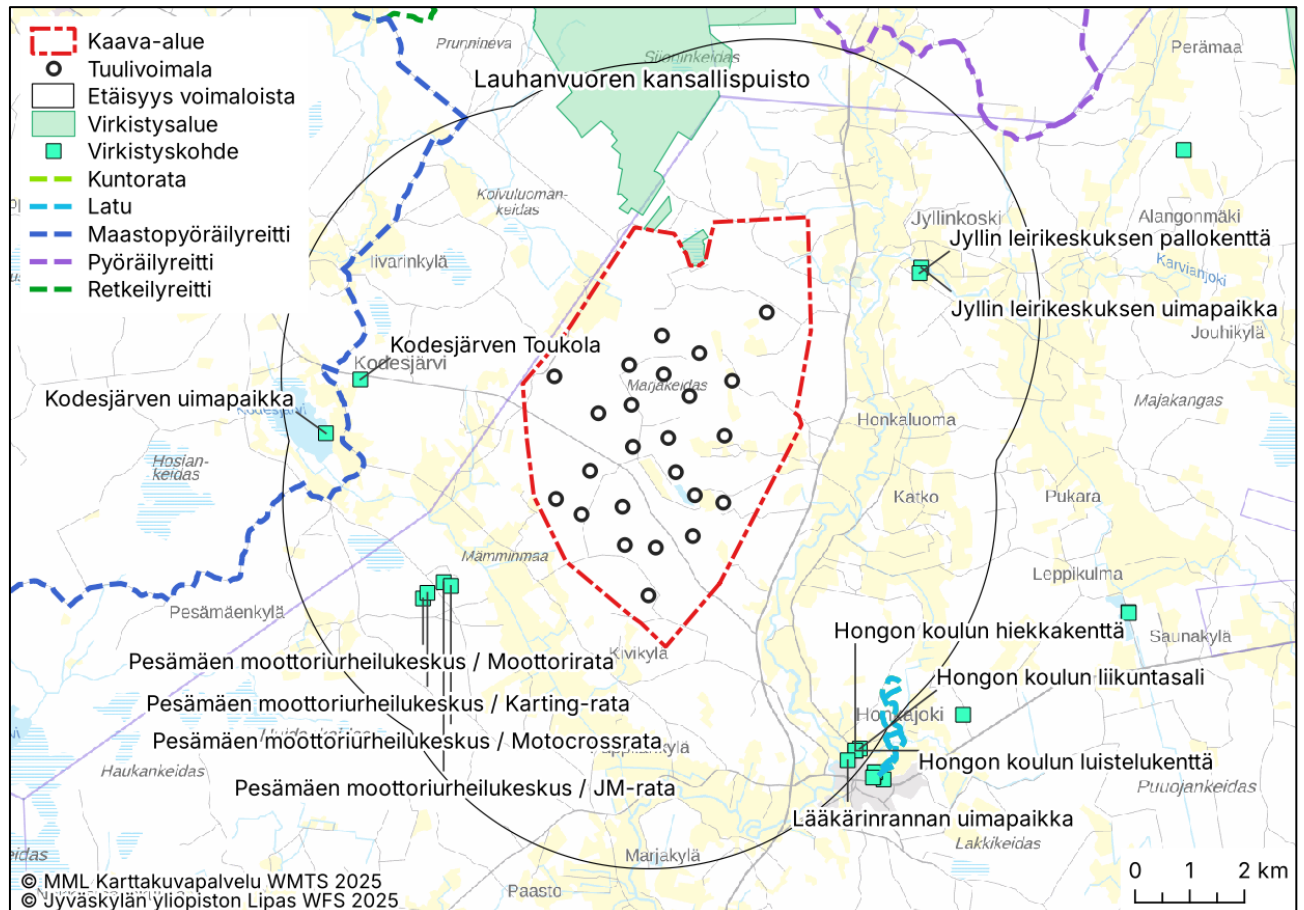 Kaava-alue
Tuulivoimala
Etäisyys voimaloista
Virkistysalue
Virkistyskohde
Kuntorata
Latu
Maastopyöräilyreitti
Pyöräilyreitti
Retkeilyreitti
Prunnineva
Siioninkeidas
Perämaa
Lauhanvuoren kansallispuisto
Koivuluoman-
keidas
Jyllinkoski
Alangonmäki
Jyllin leirikeskuksen pallokenttä
Iivarinkylä
Karvianjoki
Jyllin leirikeskuksen uimapaikka
Jouhikylä
Kodesjärven Toukola
Kodesjärvi
Marjakeidas
Kodesjärven uimapaikka
Kodesjärvi
Majakangas
Honkaluoma
Hosian-
keidas
Katko
Pukara
Mämminmaa
Leppikulma
Pesämäenkylä
Saunakylä
Hongon koulun hiekkakenttä
Kivikylä
Pesämäen moottoriurheilukeskus / Moottorirata
Hongon koulun liikuntasali
Pesämäen moottoriurheilukeskus / Karting-rata
Honkajoki
Pesämäen moottoriurheilukeskus / Motocrossrata
Hongon koulun luistelukenttä
Haukankeidas
Pesämäen moottoriurheilukeskus / JM-rata
Puuojankeidas
Lääkärinrannan uimapaikka
Lakkikeidas
Marjakylä
Paasto
0 1 2 km
© MML Karttakuvapalvelu WMTS 2025
© Jyväskylän yliopiston Lipas WFS 2025